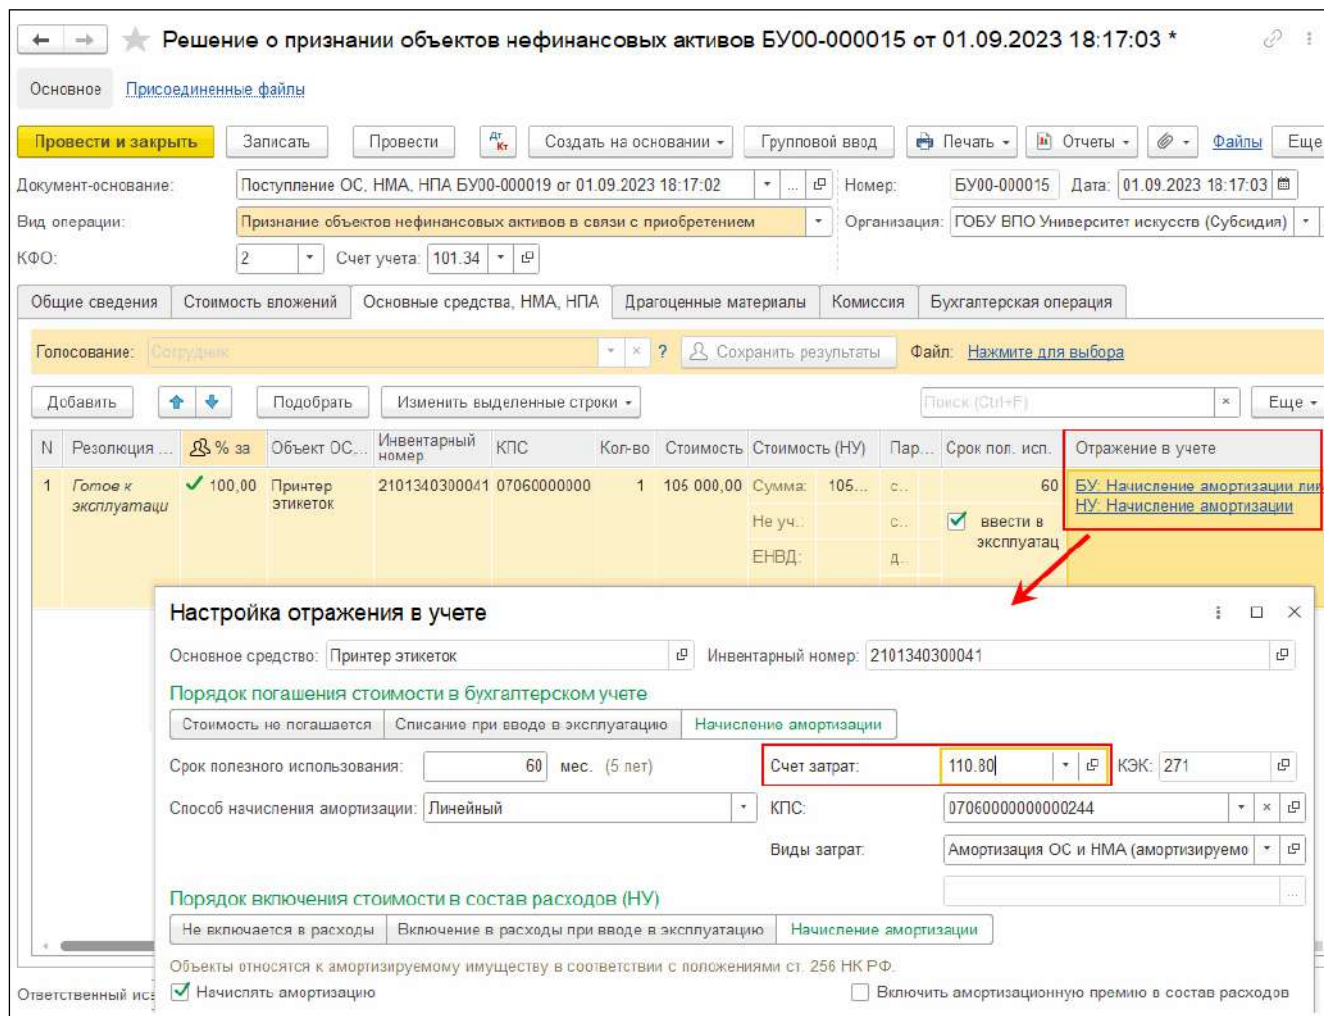 Решение о признании объектов нефинансовых активов БУ00-000015 от 01.09.2023 18:17:03 *
Основное Присоединенные файлы
Провести и закрыть Записать Провести Дт Кт Создать на основании Групповой ввод Печать Отчеты Файлы Еще
Документ-основание: Поступление ОС, НМА, НПА БУ00-000019 от 01.09.2023 18:17:02 ... Номер: БУ00-000015 Дата: 01.09.2023 18:17:03
Вид операции: Признание объектов нефинансовых активов в связи с приобретением Организация: ГОБУ ВПО Университет искусств (Субсидия)
КФО: 2 Счет учета: 101.34
Общие сведения Стоимость вложений Основные средства, НМА, НПА Драгоценные материалы Комиссия Бухгалтерская операция
Голосование: Сотрудник × ? Сохранить результаты Файл: Нажмите для выбора
Добавить Подобрать Изменить выделенные строки Поиск (Ctrl+F) × Еще
N Резолюция ... % за Объект ОС,... Инвентарный номер КПС Кол-во Стоимость Стоимость (НУ) Пар... Срок пол. исп. Отражение в учете
1 Готов к 100,00 Принтер 2101340300041 07060000000 1 105 000,00 Сумма: 105... с... 60 БУ: Начисление амортизации лин
эксплуатаци этикеток Не уч.: с... ввести в НУ: Начисление амортизации
эксплуатац
ЕНВД: д...
Настройка отражения в учете
Основное средство: Принтер этикеток Инвентарный номер: 2101340300041
Порядок погашения стоимости в бухгалтерском учете
Стоимость не погашается Списание при вводе в эксплуатацию Начисление амортизации
Срок полезного использования: 60 мес. (5 лет) Счет затрат: 110.80 КЭК: 271
Способ начисления амортизации: Линейный КПС: 07060000000000244 ×
Виды затрат: Амортизация ОС и НМА (амортизируемо
...
Порядок включения стоимости в состав расходов (НУ)
Не включается в расходы Включение в расходы при вводе в эксплуатацию Начисление амортизации
Объекты относятся к амортизируемому имуществу в соответствии с положениями ст. 256 НК РФ.
Ответственный исп Начислять амортизацию Включить амортизационную премию в состав расходов